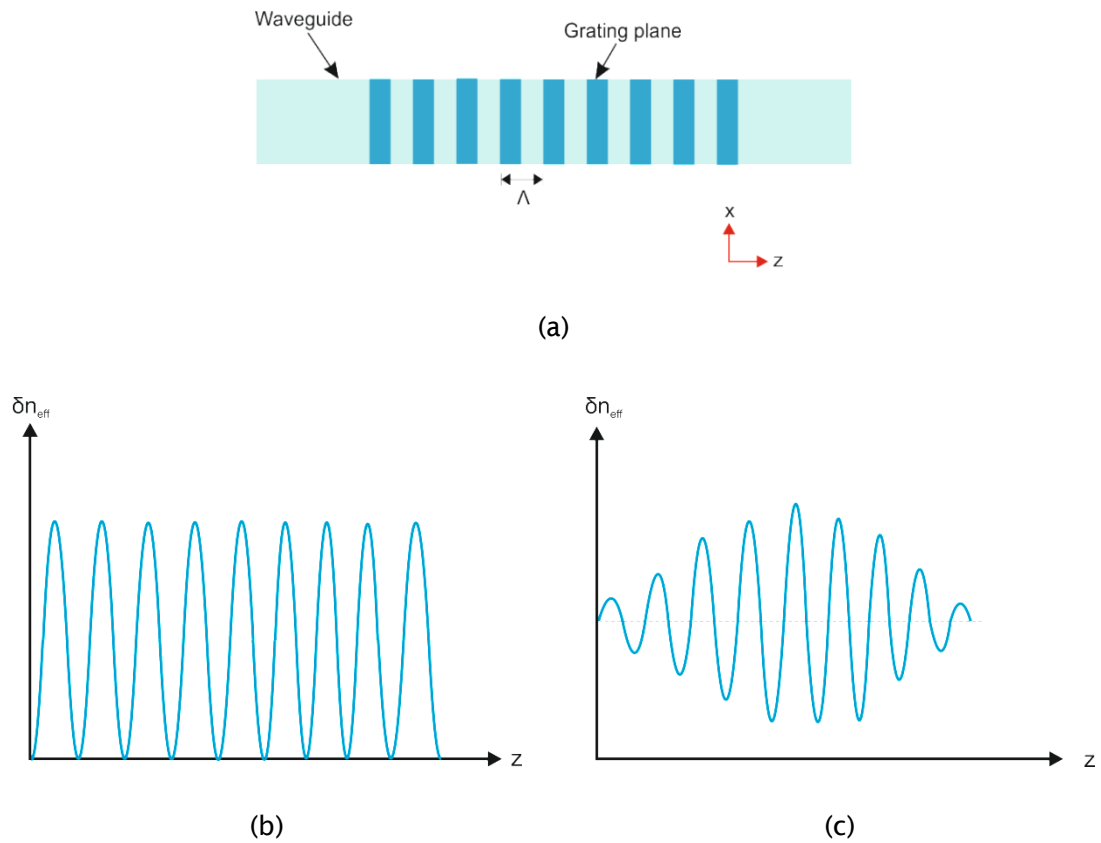 Waveguide
Grating plane
Λ
x
z
(a)
δn_eff
z
(b)
δn_eff
z
(c)